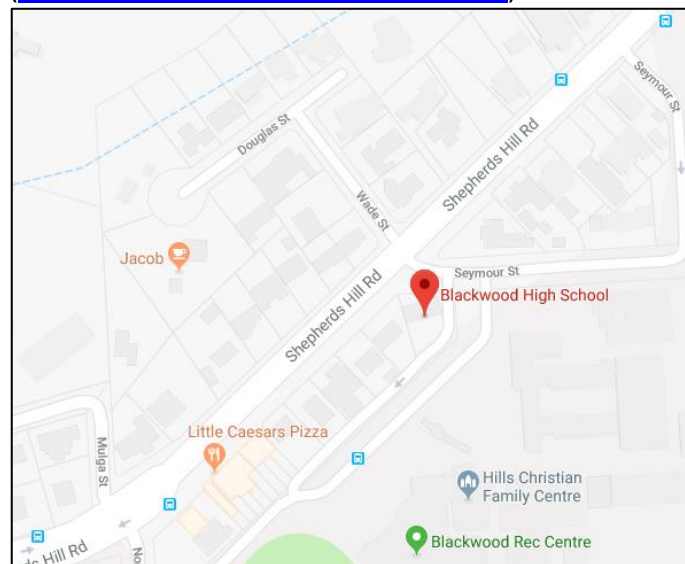 Seymour St
Douglas St
Shepherds Hill Rd
Wade St
Jacob
Seymour St
Blackwood High School
Shepherds Hill Rd
Little Caesars Pizza
Mulga St
Hills Christian
Family Centre
Blackwood Rec Centre
Hill Rd